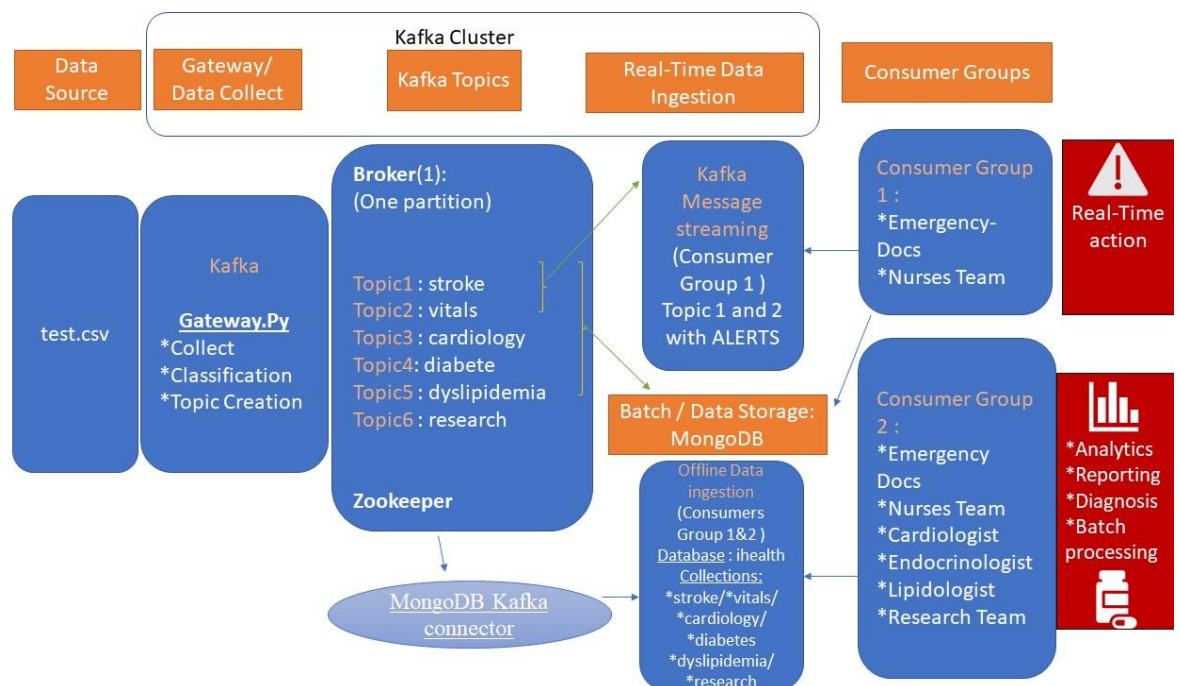 Kafka Cluster
Data
Source
Gateway/
Data Collect
Kafka Topics
Real-Time Data
Ingestion
Consumer Groups
test.csv
Kafka
Gateway.Py
*Collect
*Classification
*Topic Creation
Broker(1):
(One partition)
Topic1 : stroke
Topic2 : vitals
Topic3 : cardiology
Topic4: diabete
Topic5 : dyslipidemia
Topic6 : research
Zookeeper
MongoDB Kafka
connector
Kafka
Message
streaming
(Consumer
Group 1 )
Topic 1 and 2
with ALERTS
Batch / Data Storage:
MongoDB
Offline Data
ingestion
(Consumers
Group 1&2 )
Database : ihealth
Collections:
*stroke/*vitals/
*cardiology/
*diabetes
*dyslipidemia/
*research
Consumer Group
1 :
*Emergency-
Docs
*Nurses Team
Real-Time
action
Consumer Group
2 :
*Emergency
Docs
*Nurses Team
*Cardiologist
*Endocrinologist
*Lipidologist
*Research Team
*Analytics
*Reporting
*Diagnosis
*Batch
processing